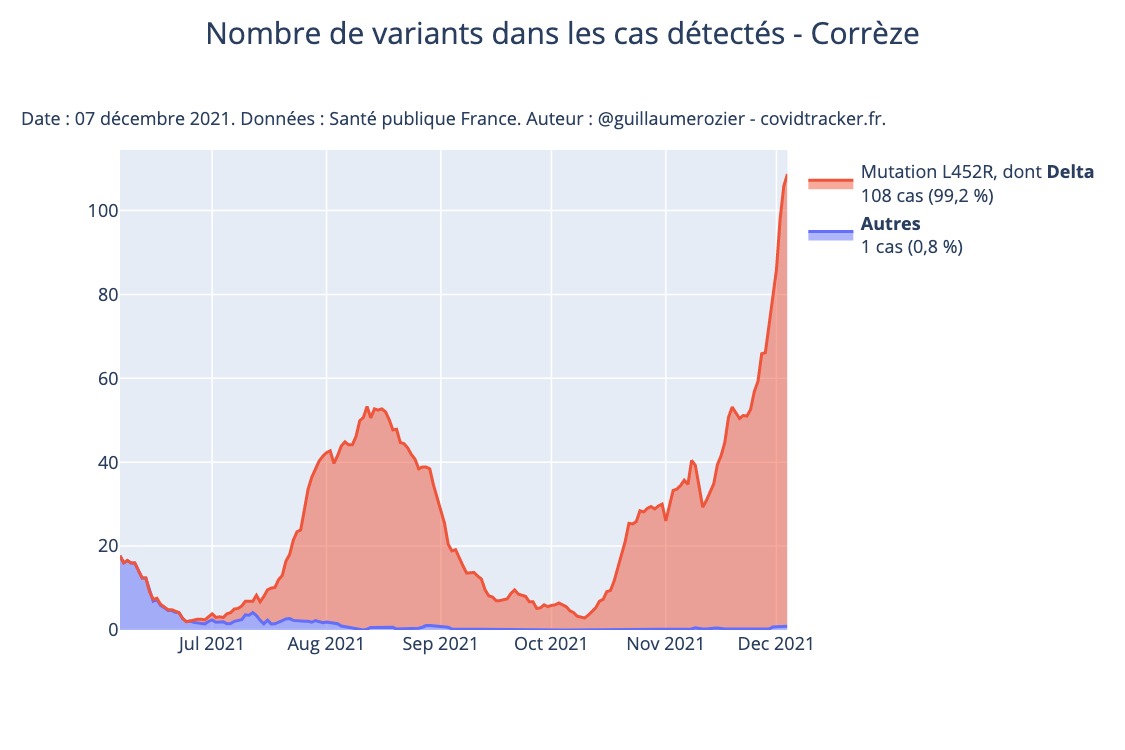 Nombre de variants dans les cas détectés - Corrèze
Date : 07 décembre 2021. Données : Santé publique France. Auteur : @guillaumerozier - covidtracker.fr.
Mutation L452R, dont Delta
108 cas (99,2 %)
Autres
1 cas (0,8 %)
100
80
60
40
20
0
Jul 2021 Aug 2021 Sep 2021 Oct 2021 Nov 2021 Dec 2021